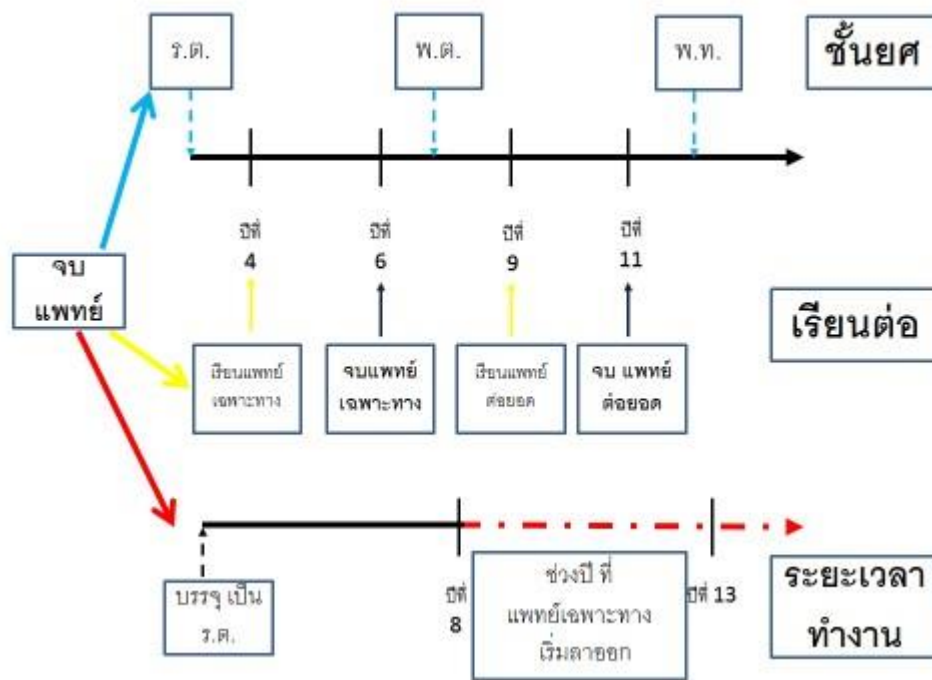 ร.ต.
พ.ต.
พ.ท.
ชั้นยศ
ปีที่
4
ปีที่
6
ปีที่
9
ปีที่
11
จบ
แพทย์
เรียนต่อ
เรียนแพทย์
เฉพาะทาง
จบแพทย์
เฉพาะทาง
เรียนแพทย์
ต่อยอด
จบ แพทย์
ต่อยอด
บรรจุ เป็น
ร.ต.
ปีที่
8
ช่วงปี ที่
แพทย์เฉพาะทาง
เริ่มลาออก
ปีที่ 13
ระยะเวลา
ทำงาน